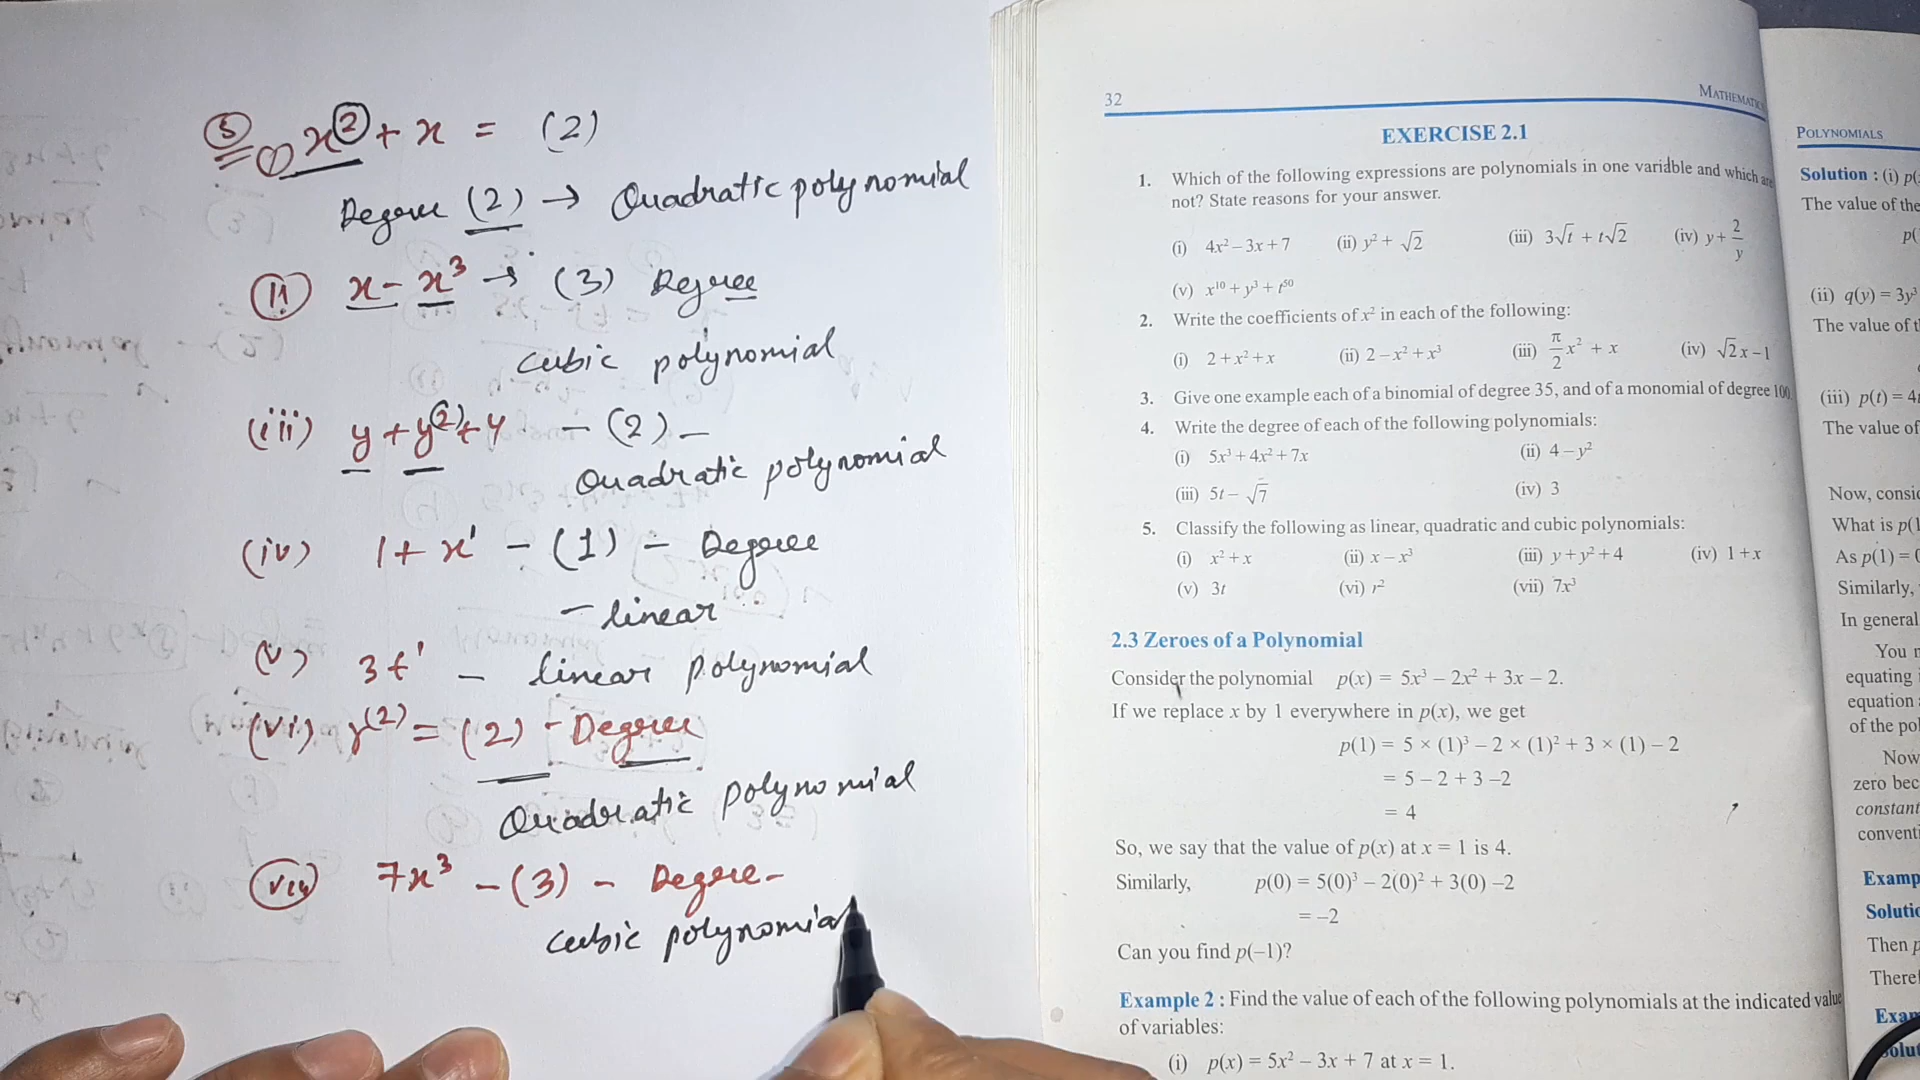 (5) (i) x² + x = (2)
Degree (2) → Quadratic polynomial
(ii) x - x³ → (3) Degree
cubic polynomial
(iii) y + y⁽²⁾ + 4 - (2) -
Quadratic polynomial
(iv) 1 + x¹ - (1) - Degree
- linear
(v) 3t¹ - linear polynomial
(vi) r⁽²⁾ = (2) - Degree
Quadratic polynomial
(vii) 7x³ - (3) - Degree -
cubic polynomial
32 MATHEMATIC
EXERCISE 2.1
1. Which of the following expressions are polynomials in one variable and which are
not? State reasons for your answer.
(i) 4x² – 3x + 7 (ii) y² + √2 (iii) 3√t + t√2 (iv) y + 2/y
(v) x¹⁰ + y³ + t⁵⁰
2. Write the coefficients of x² in each of the following:
(i) 2 + x² + x (ii) 2 – x² + x³ (iii) π/2 x² + x (iv) √2x – 1
3. Give one example each of a binomial of degree 35, and of a monomial of degree 100.
4. Write the degree of each of the following polynomials:
(i) 5x³ + 4x² + 7x (ii) 4 – y²
(iii) 5t – √7 (iv) 3
5. Classify the following as linear, quadratic and cubic polynomials:
(i) x² + x (ii) x – x³ (iii) y + y² + 4 (iv) 1 + x
(v) 3t (vi) r² (vii) 7x³
2.3 Zeroes of a Polynomial
Consider the polynomial p(x) = 5x³ – 2x² + 3x – 2.
If we replace x by 1 everywhere in p(x), we get
p(1) = 5 × (1)³ – 2 × (1)² + 3 × (1) – 2
= 5 – 2 + 3 –2
= 4
So, we say that the value of p(x) at x = 1 is 4.
Similarly, p(0) = 5(0)³ – 2(0)² + 3(0) –2
= –2
Can you find p(–1)?
Example 2 : Find the value of each of the following polynomials at the indicated value
of variables:
(i) p(x) = 5x² – 3x + 7 at x = 1.
POLYNOMIALS
Solution : (i) p(
The value of the
p(
(ii) q(y) = 3y³
The value of t
(iii) p(t) = 4
The value of
Now, consid
What is p(1
As p(1) = 0
Similarly,
In general
You
equating
equation
of the pol
Now
zero bec
constant
conventi
Examp
Solutio
Then p
There
Exam
Solut